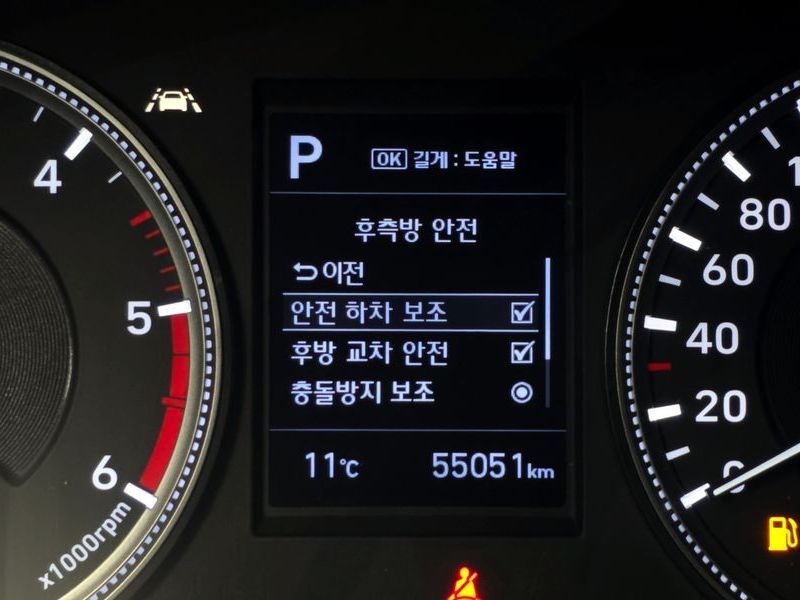 P
OK 길게 : 도움말
후측방 안전
이전
안전 하차 보조
후방 교차 안전
충돌방지 보조
11℃ 55051km
4
5
6
x1000rpm
80
60
40
20
0